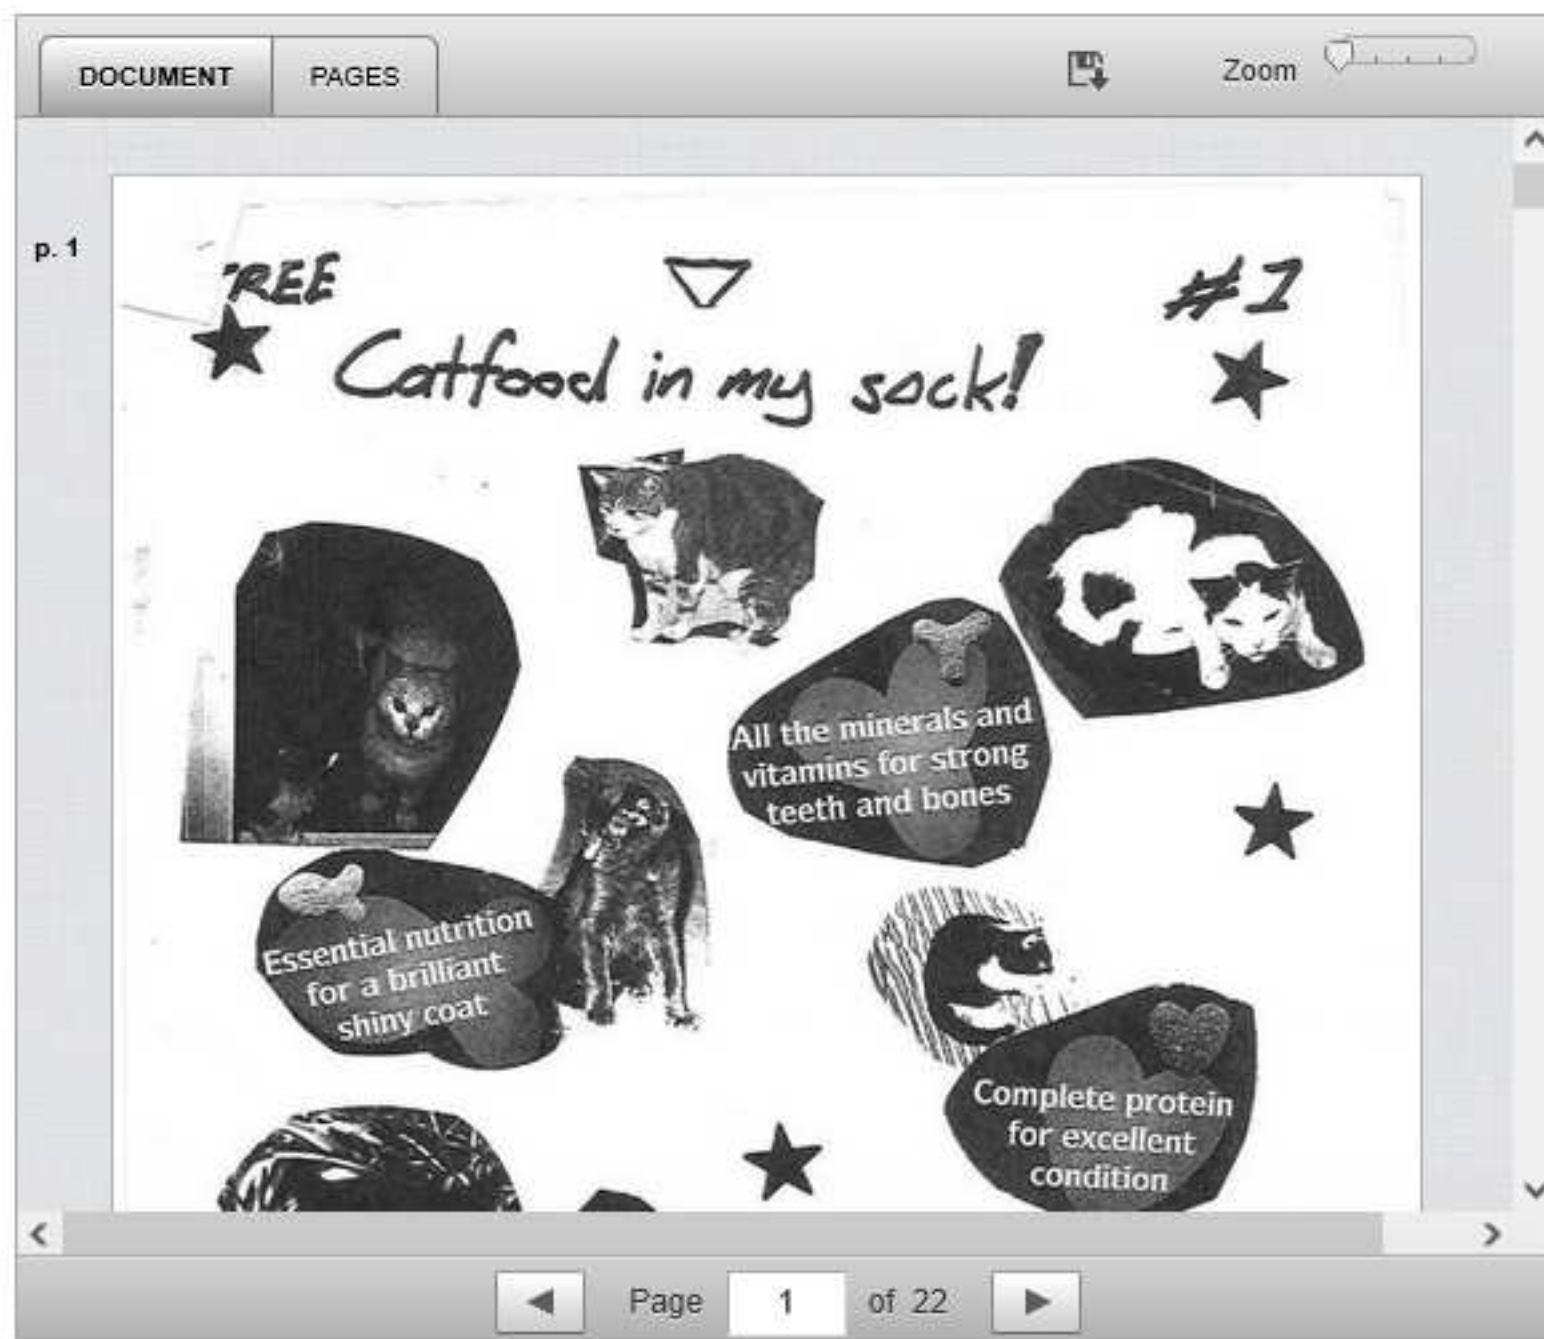 DOCUMENT
PAGES
Zoom
p. 1
REE
#1
Catfood in my sock!
All the minerals and
vitamins for strong
teeth and bones
Essential nutrition
for a brilliant
shiny coat
Complete protein
for excellent
condition
Page 1 of 22